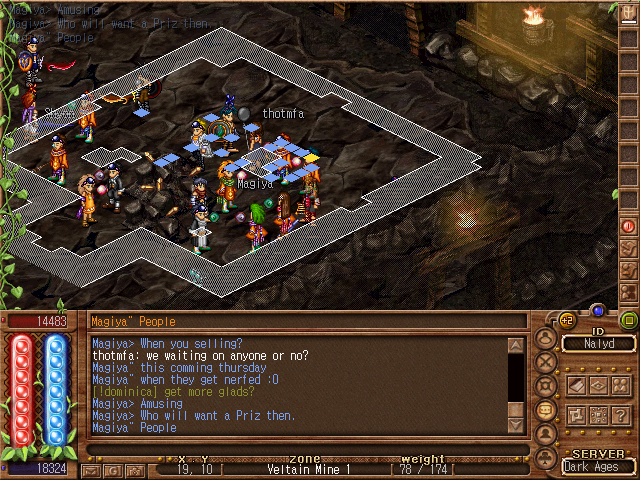 Magiya> Amusing
Magiya> Who will want a Priz then.
Magiya" People
thotmfa
Magiya
14483
Magiya" People
Magiya> When you selling?
thotmfa: we waiting on anyone or no?
Magiya" this comming thursday
Magiya" when they get nerfed :O
[!dominica] get more glads?
Magiya> Amusing
Magiya> Who will want a Priz then.
Magiya" People
+2
ID
Nalyd
x y zone weight
18324
19, 10 Veltain Mine 1 78 / 174
SERVER
Dark Ages